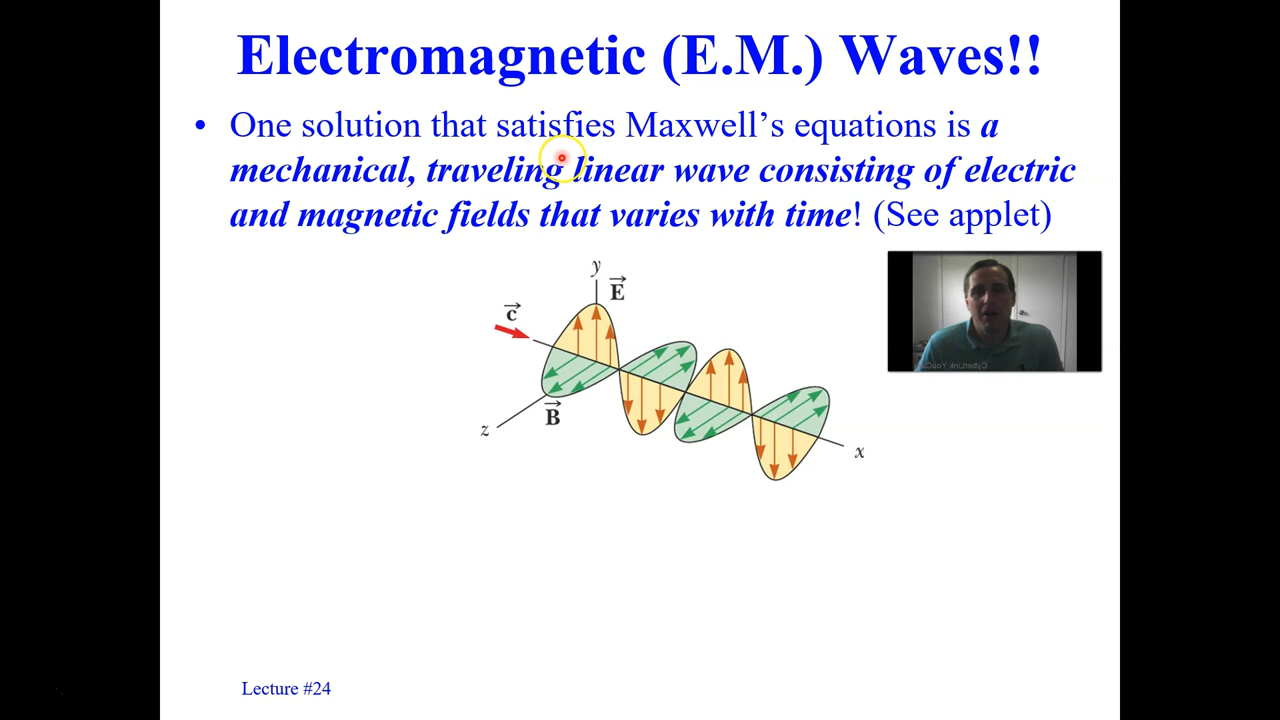 Electromagnetic (E.M.) Waves!!
• One solution that satisfies Maxwell’s equations is a
mechanical, traveling linear wave consisting of electric
and magnetic fields that varies with time! (See applet)
y
E
c
B
z
x
Lecture #24